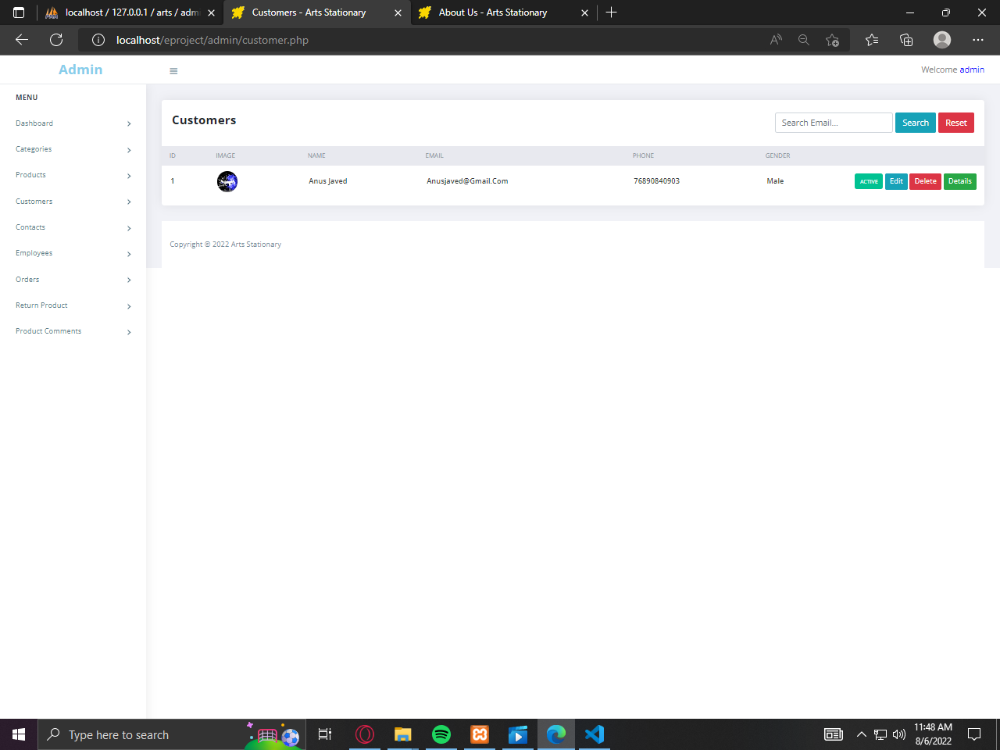 localhost / 127.0.0.1 / arts / adm
Customers - Arts Stationary
About Us - Arts Stationary
localhost/eproject/admin/customer.php
Admin
Welcome admin
MENU
Dashboard
Categories
Products
Customers
Contacts
Employees
Orders
Return Product
Product Comments
Customers
Search Email...
Search
Reset
ID IMAGE NAME EMAIL PHONE GENDER
1 Anus Javed Anusjaved@Gmail.Com 76890840903 Male ACTIVE Edit Delete Details
Copyright © 2022 Arts Stationary
Type here to search
11:48 AM
8/6/2022